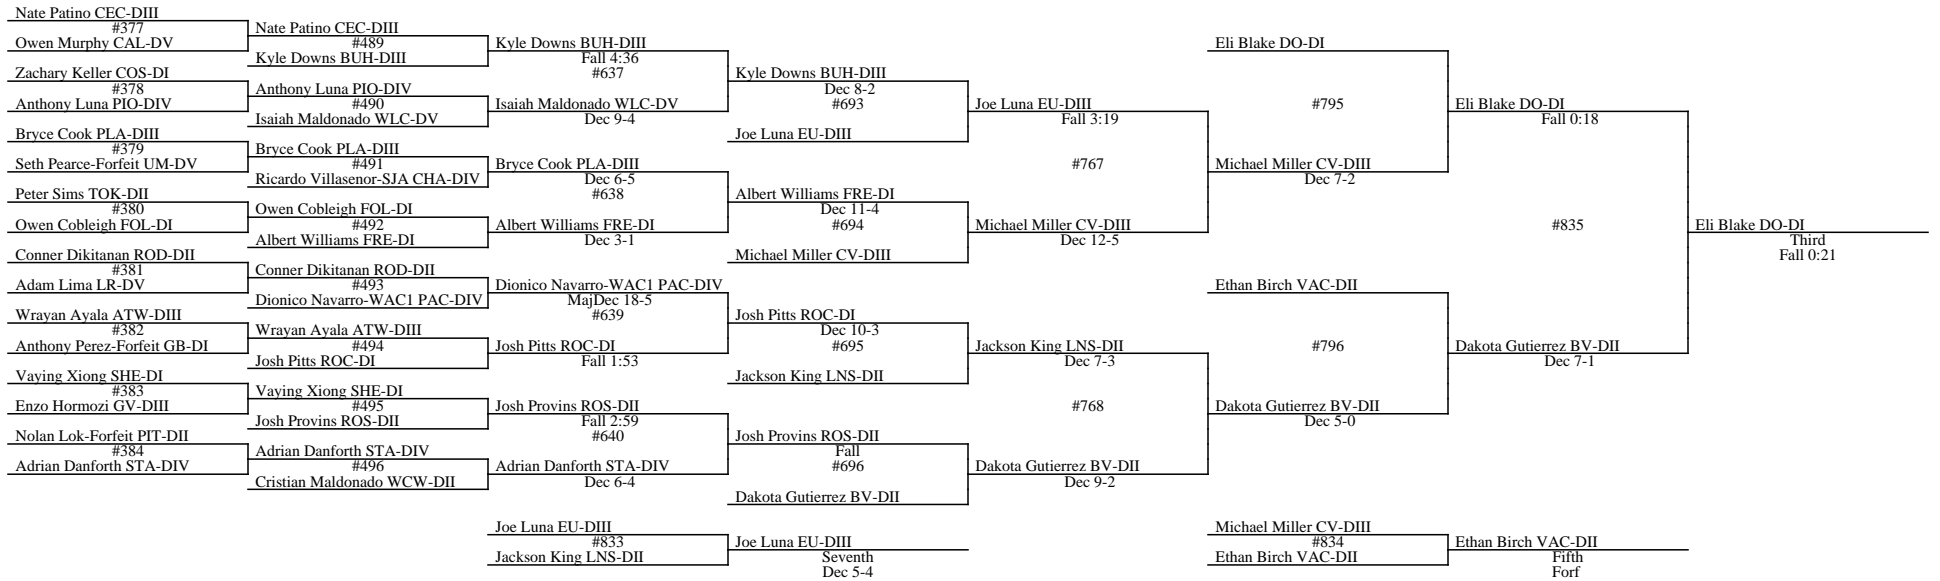 Nate Patino CEC-DIII
#377
Owen Murphy CAL-DV
Zachary Keller COS-DI
#378
Anthony Luna PIO-DIV
Bryce Cook PLA-DIII
#379
Seth Pearce-Forfeit UM-DV
Peter Sims TOK-DII
#380
Owen Cobleigh FOL-DI
Conner Dikitanan ROD-DII
#381
Adam Lima LR-DV
Wrayan Ayala ATW-DIII
#382
Anthony Perez-Forfeit GB-DI
Vaying Xiong SHE-DI
#383
Enzo Hormozi GV-DIII
Nolan Lok-Forfeit PIT-DII
#384
Adrian Danforth STA-DIV
Nate Patino CEC-DIII
#489
Kyle Downs BUH-DIII
Anthony Luna PIO-DIV
#490
Isaiah Maldonado WLC-DV
Bryce Cook PLA-DIII
#491
Ricardo Villasenor-SJA CHA-DIV
Owen Cobleigh FOL-DI
#492
Albert Williams FRE-DI
Conner Dikitanan ROD-DII
#493
Dionico Navarro-WAC1 PAC-DIV
Wrayan Ayala ATW-DIII
#494
Josh Pitts ROC-DI
Vaying Xiong SHE-DI
#495
Josh Provins ROS-DII
Adrian Danforth STA-DIV
#496
Cristian Maldonado WCW-DII
Kyle Downs BUH-DIII
Fall 4:36
#637
Isaiah Maldonado WLC-DV
Dec 9-4
Bryce Cook PLA-DIII
Dec 6-5
#638
Albert Williams FRE-DI
Dec 3-1
Dionico Navarro-WAC1 PAC-DIV
MajDec 18-5
#639
Josh Pitts ROC-DI
Fall 1:53
Josh Provins ROS-DII
Fall 2:59
#640
Adrian Danforth STA-DIV
Dec 6-4
Joe Luna EU-DIII
#833
Jackson King LNS-DII
Kyle Downs BUH-DIII
Dec 8-2
#693
Joe Luna EU-DIII
Albert Williams FRE-DI
Dec 11-4
#694
Michael Miller CV-DIII
Josh Pitts ROC-DI
Dec 10-3
#695
Jackson King LNS-DII
Josh Provins ROS-DII
Fall
#696
Dakota Gutierrez BV-DII
Joe Luna EU-DIII
Seventh
Dec 5-4
Joe Luna EU-DIII
Fall 3:19
#767
Michael Miller CV-DIII
Dec 12-5
Jackson King LNS-DII
Dec 7-3
#768
Dakota Gutierrez BV-DII
Dec 9-2
Eli Blake DO-DI
#795
Michael Miller CV-DIII
Dec 7-2
Ethan Birch VAC-DII
#796
Dakota Gutierrez BV-DII
Dec 5-0
Michael Miller CV-DIII
#834
Ethan Birch VAC-DII
Eli Blake DO-DI
Fall 0:18
#835
Dakota Gutierrez BV-DII
Dec 7-1
Ethan Birch VAC-DII
Fifth
Forf
Eli Blake DO-DI
Third
Fall 0:21